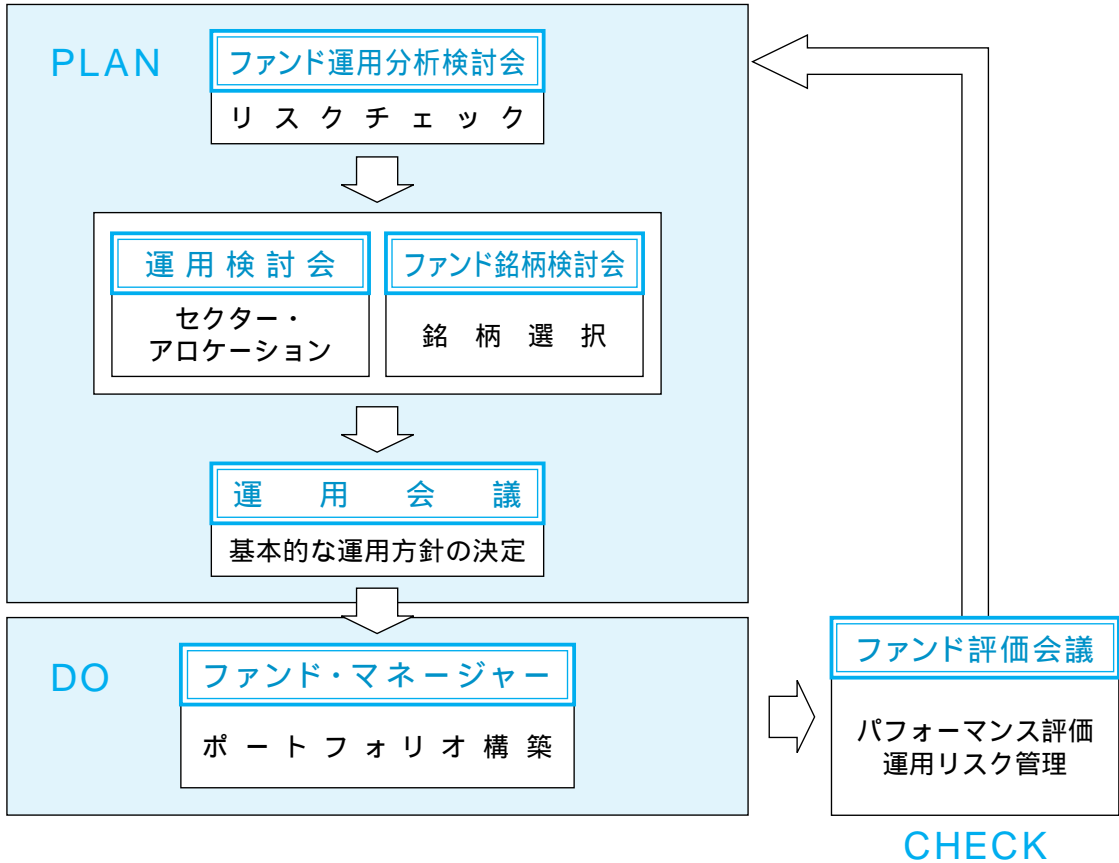 PLAN
ファンド運用分析検討会
リスクチェック
運用検討会
セクター・
アロケーション
ファンド銘柄検討会
銘柄選択
運用会議
基本的な運用方針の決定
DO
ファンド・マネージャー
ポートフォリオ構築
ファンド評価会議
パフォーマンス評価
運用リスク管理
CHECK